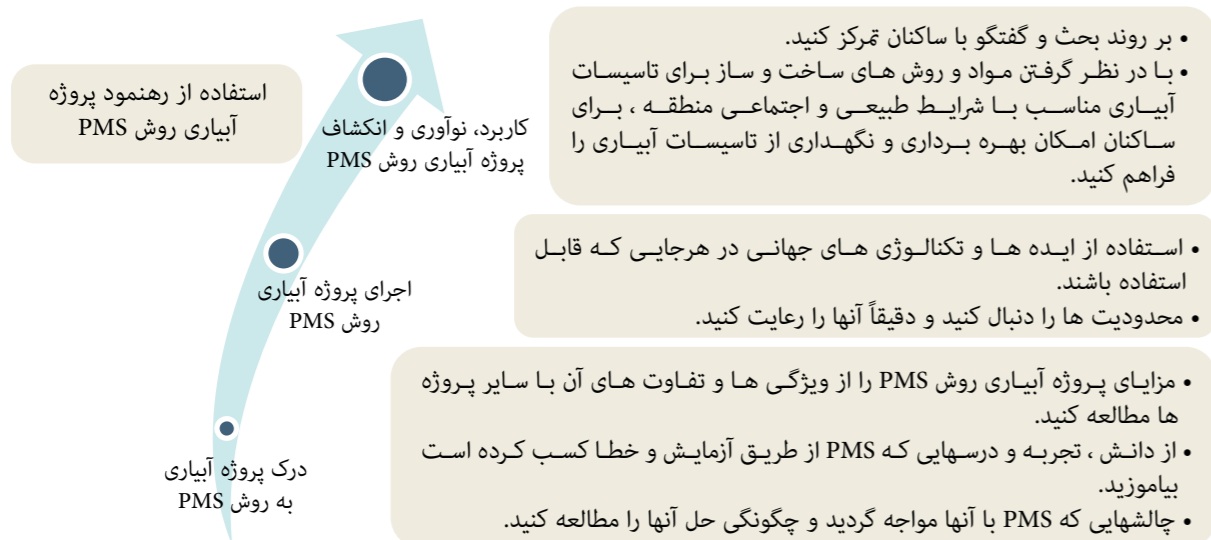 • بر روند بحث و گفتگو با ساکنان تمرکز کنید.
• با در نظر گرفتن مواد و روش های ساخت و ساز برای تاسیسات
آبیاری مناسب با شرایط طبیعی و اجتماعی منطقه ، برای
ساکنان امکان بهره برداری و نگهداری از تاسیسات آبیاری را
فراهم کنید.
استفاده از رهنمود پروژه
آبیاری روش PMS
کاربرد، نوآوری و انکشاف
پروژه آبیاری روش PMS
• استفاده از ایده ها و تکنالوژی های جهانی در هرجایی که قابل
استفاده باشند.
• محدودیت ها را دنبال کنید و دقیقاً آنها را رعایت کنید.
اجرای پروژه آبیاری
روش PMS
• مزایای پروژه آبیاری روش PMS را از ویژگی ها و تفاوت های آن با سایر پروژه
ها مطالعه کنید.
• از دانش ، تجربه و درسهایی که PMS از طریق آزمایش و خطا کسب کرده است
بیاموزید.
• چالشهایی که PMS با آنها مواجه گردید و چگونگی حل آنها را مطالعه کنید.
درک پروژه آبیاری
به روش PMS